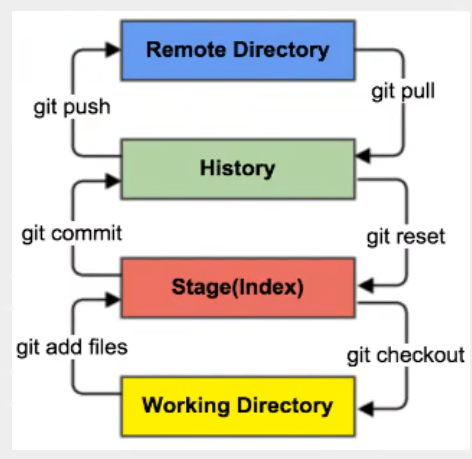 Remote Directory
git push
git pull
History
git commit
git reset
Stage(Index)
git add files
git checkout
Working Directory